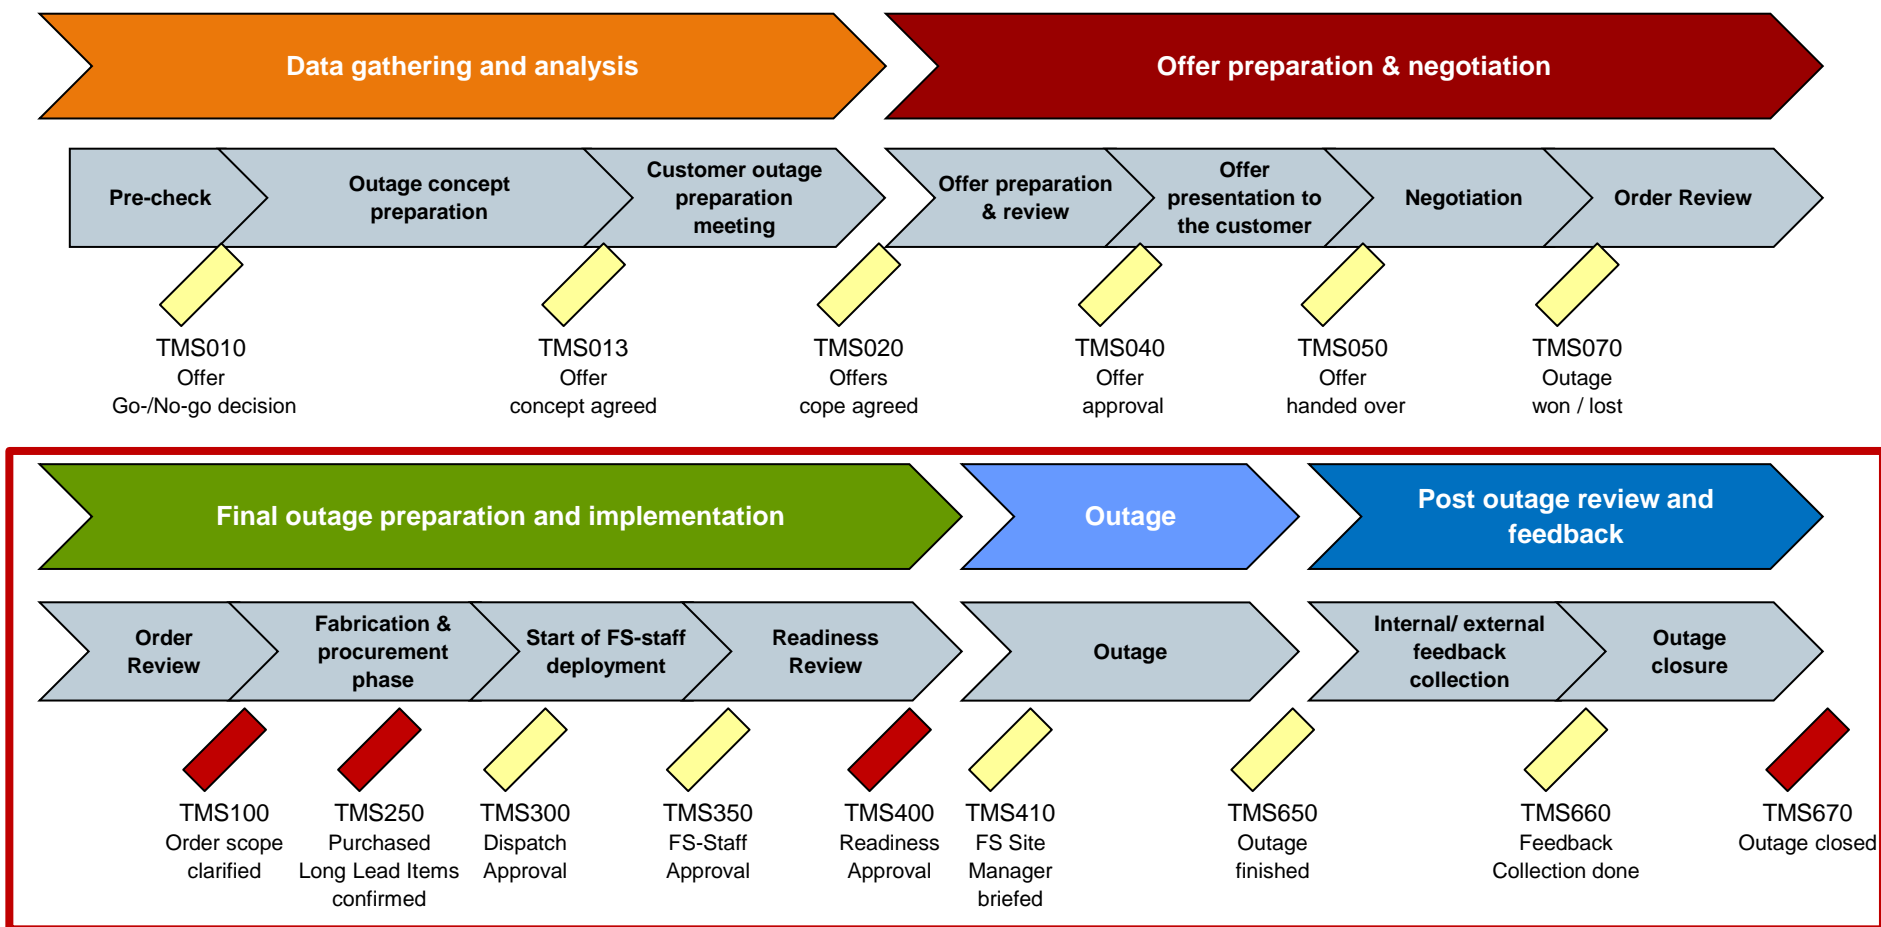 Data gathering and analysis
Offer preparation & negotiation
Pre-check
Outage concept
preparation
Customer outage
preparation
meeting
Offer preparation
& review
Offer
presentation to
the customer
Negotiation
Order Review
TMS010
Offer
Go-/No-go decision
TMS013
Offer
concept agreed
TMS020
Offers
cope agreed
TMS040
Offer
approval
TMS050
Offer
handed over
TMS070
Outage
won / lost
Final outage preparation and implementation
Outage
Post outage review and
feedback
Order
Review
Fabrication &
procurement
phase
Start of FS-staff
deployment
Readiness
Review
Outage
Internal/ external
feedback
collection
Outage
closure
TMS100
Order scope
clarified
TMS250
Purchased
Long Lead Items
confirmed
TMS300
Dispatch
Approval
TMS350
FS-Staff
Approval
TMS400
Readiness
Approval
TMS410
FS Site
Manager
briefed
TMS650
Outage
finished
TMS660
Feedback
Collection done
TMS670
Outage closed